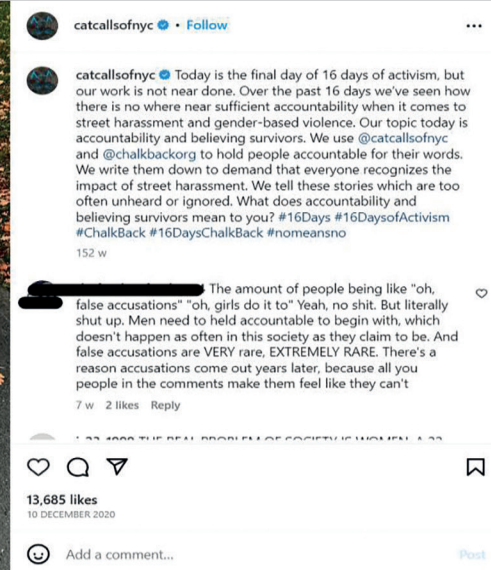 catcallsofnyc • Follow
catcallsofnyc Today is the final day of 16 days of activism, but
our work is not near done. Over the past 16 days we've seen how
there is no where near sufficient accountability when it comes to
street harassment and gender-based violence. Our topic today is
accountability and believing survivors. We use @catcallsofnyc
and @chalkbackorg to hold people accountable for their words.
We write them down to demand that everyone recognizes the
impact of street harassment. We tell these stories which are too
often unheard or ignored. What does accountability and
believing survivors mean to you? #16Days #16DaysofActivism
#ChalkBack #16DaysChalkBack #nomeansno
152 w
The amount of people being like "oh,
false accusations" "oh, girls do it to" Yeah, no shit. But literally
shut up. Men need to held accountable to begin with, which
doesn't happen as often in this society as they claim to be. And
false accusations are VERY rare, EXTREMELY RARE. There's a
reason accusations come out years later, because all you
people in the comments make them feel like they can't
7 w 2 likes Reply
13,685 likes
10 DECEMBER 2020
Add a comment... Post